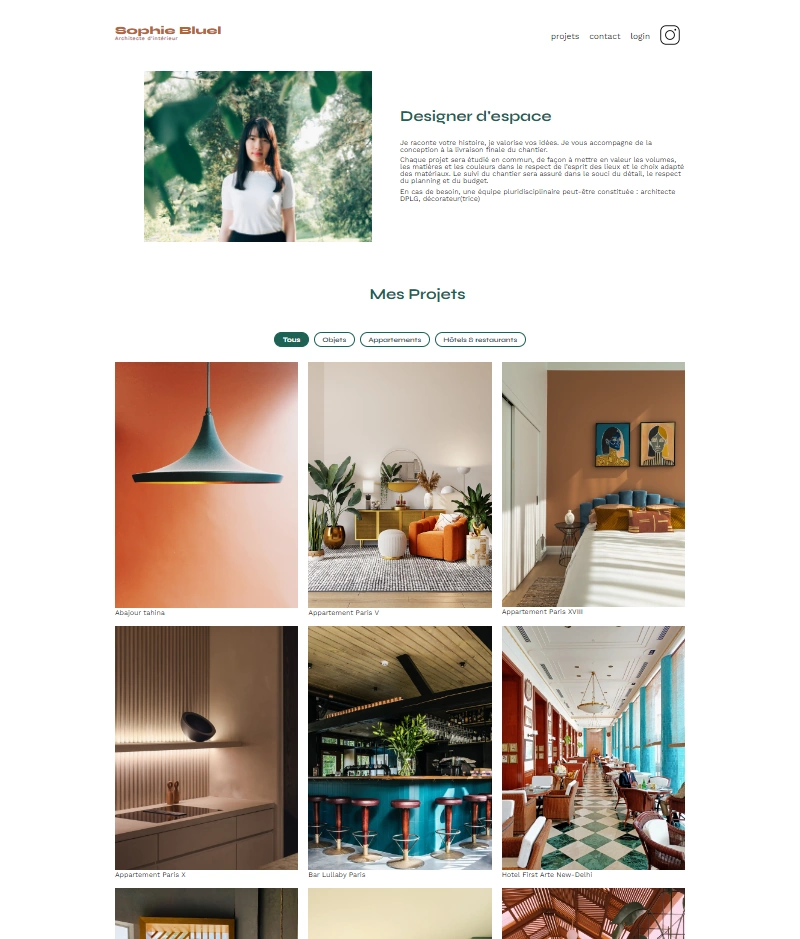 Sophie Bluel
Architecte d'intérieur
projets contact login
Designer d'espace
Je raconte votre histoire, je valorise vos idées. Je vous accompagne de la
conception à la livraison finale du chantier.
Chaque projet sera étudié en commun, de façon à mettre en valeur les volumes,
les matières et les couleurs dans le respect de l'esprit des lieux et le choix adapté
des matériaux. Le suivi du chantier sera assuré dans le souci du détail, le respect
du planning et du budget.
En cas de besoin, une équipe pluridisciplinaire peut-être constituée : architecte
DPLG, décorateur(trice)
Mes Projets
Tous Objets Appartements Hôtels & restaurants
Abajour tahina
Appartement Paris V
Appartement Paris XVIII
Appartement Paris X
Bar Lullaby Paris
Hotel First Arte New-Delhi